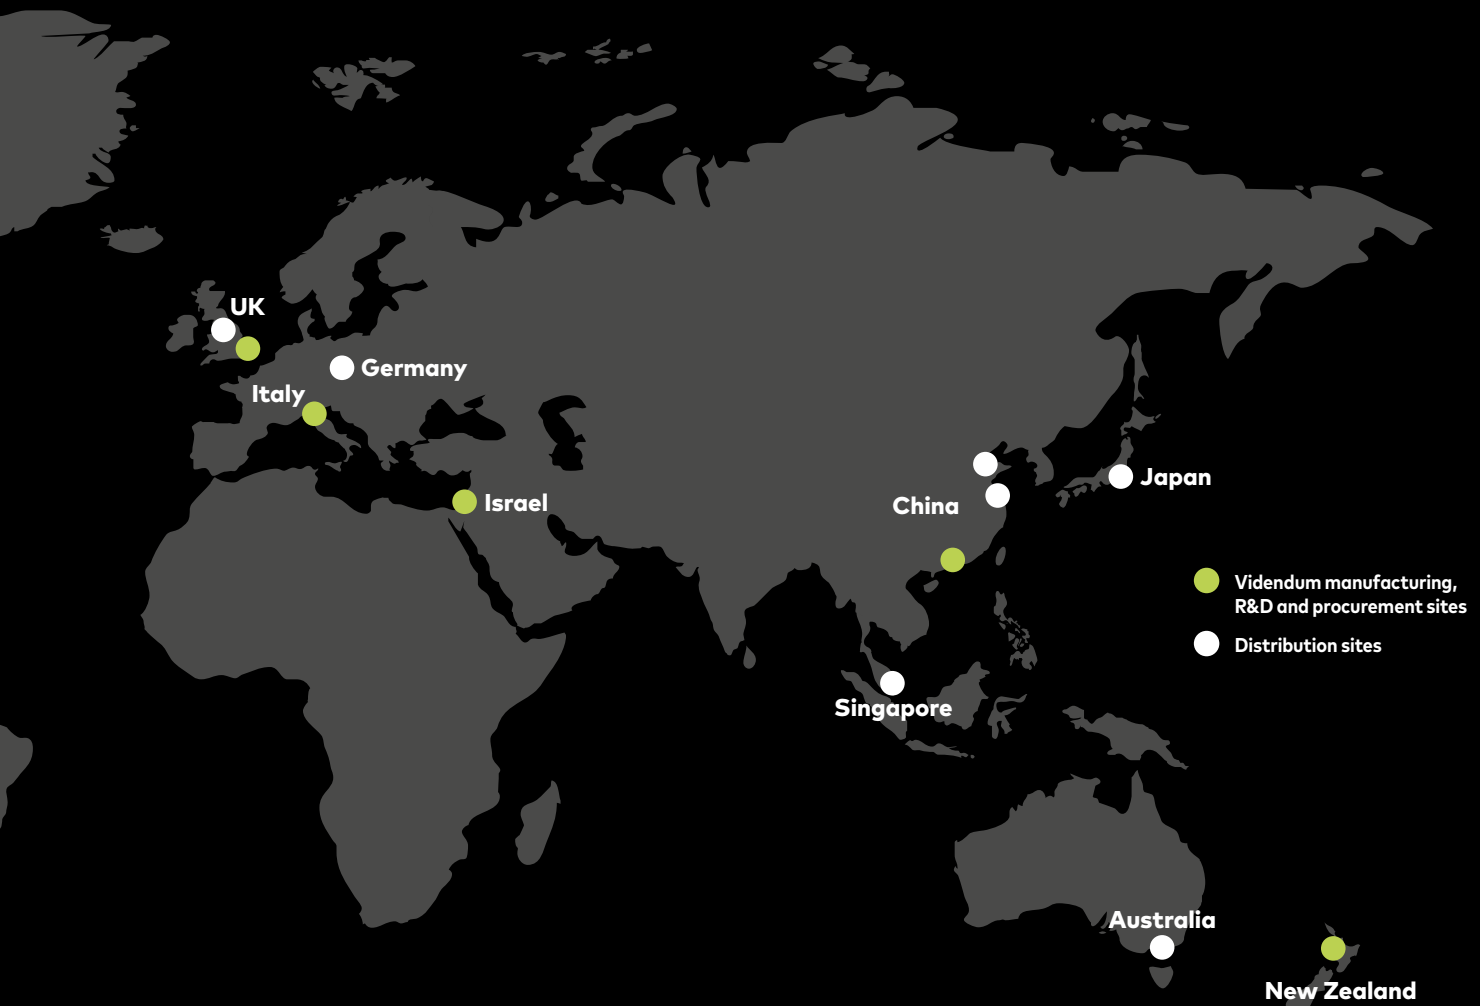 UK
Germany
Italy
Israel
China
Japan
Videndum manufacturing,
R&D and procurement sites
Distribution sites
Singapore
Australia
New Zealand